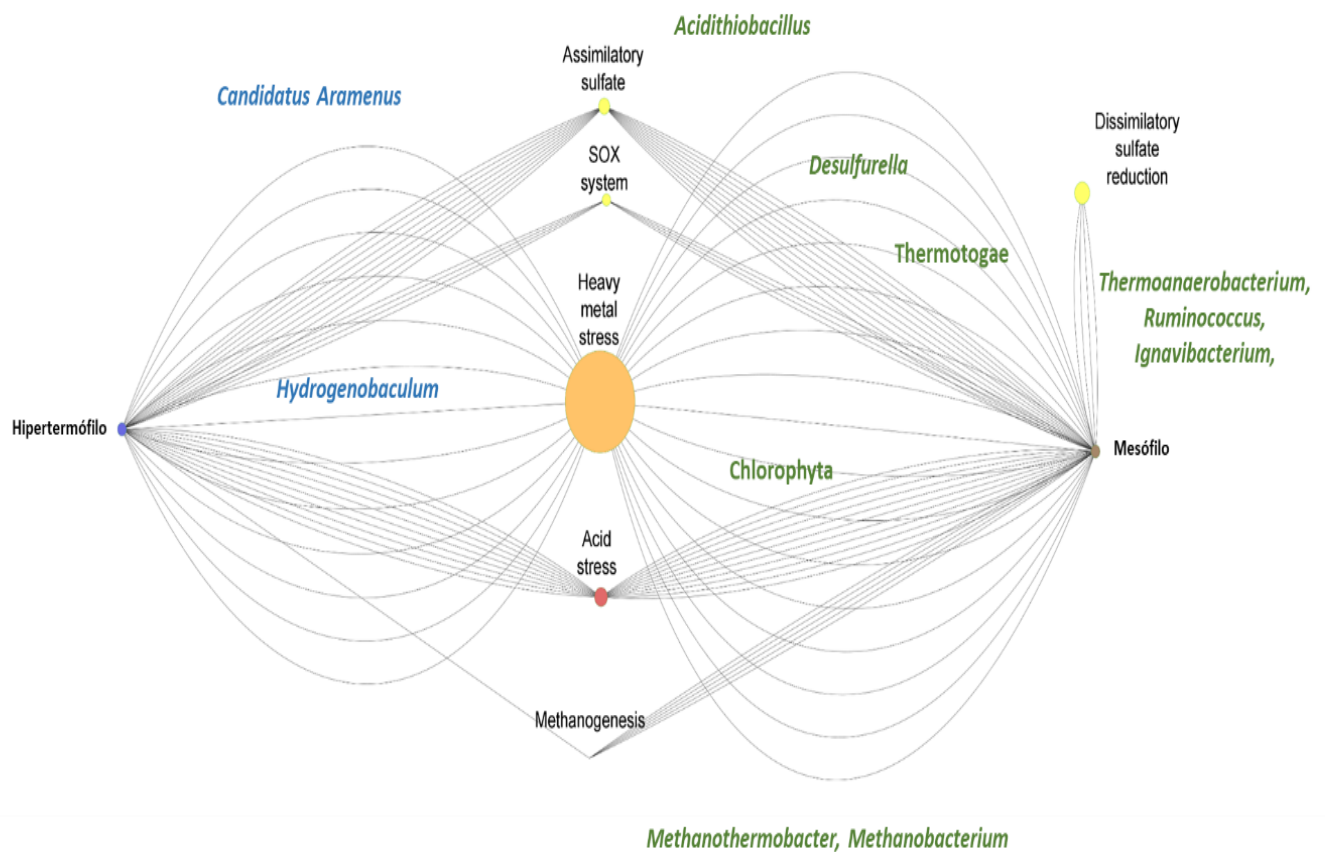 Acidithiobacillus
Assimilatory
sulfate
Candidatus Aramenus
Dissimilatory
sulfate
reduction
SOX
system
Desulfurella
Thermotogae
Heavy
metal
stress
Thermoanaerobacterium,
Ruminococcus,
Ignavibacterium,
Hydrogenobaculum
Hipertermófilo
Mesófilo
Chlorophyta
Acid
stress
Methanogenesis
Methanothermobacter, Methanobacterium